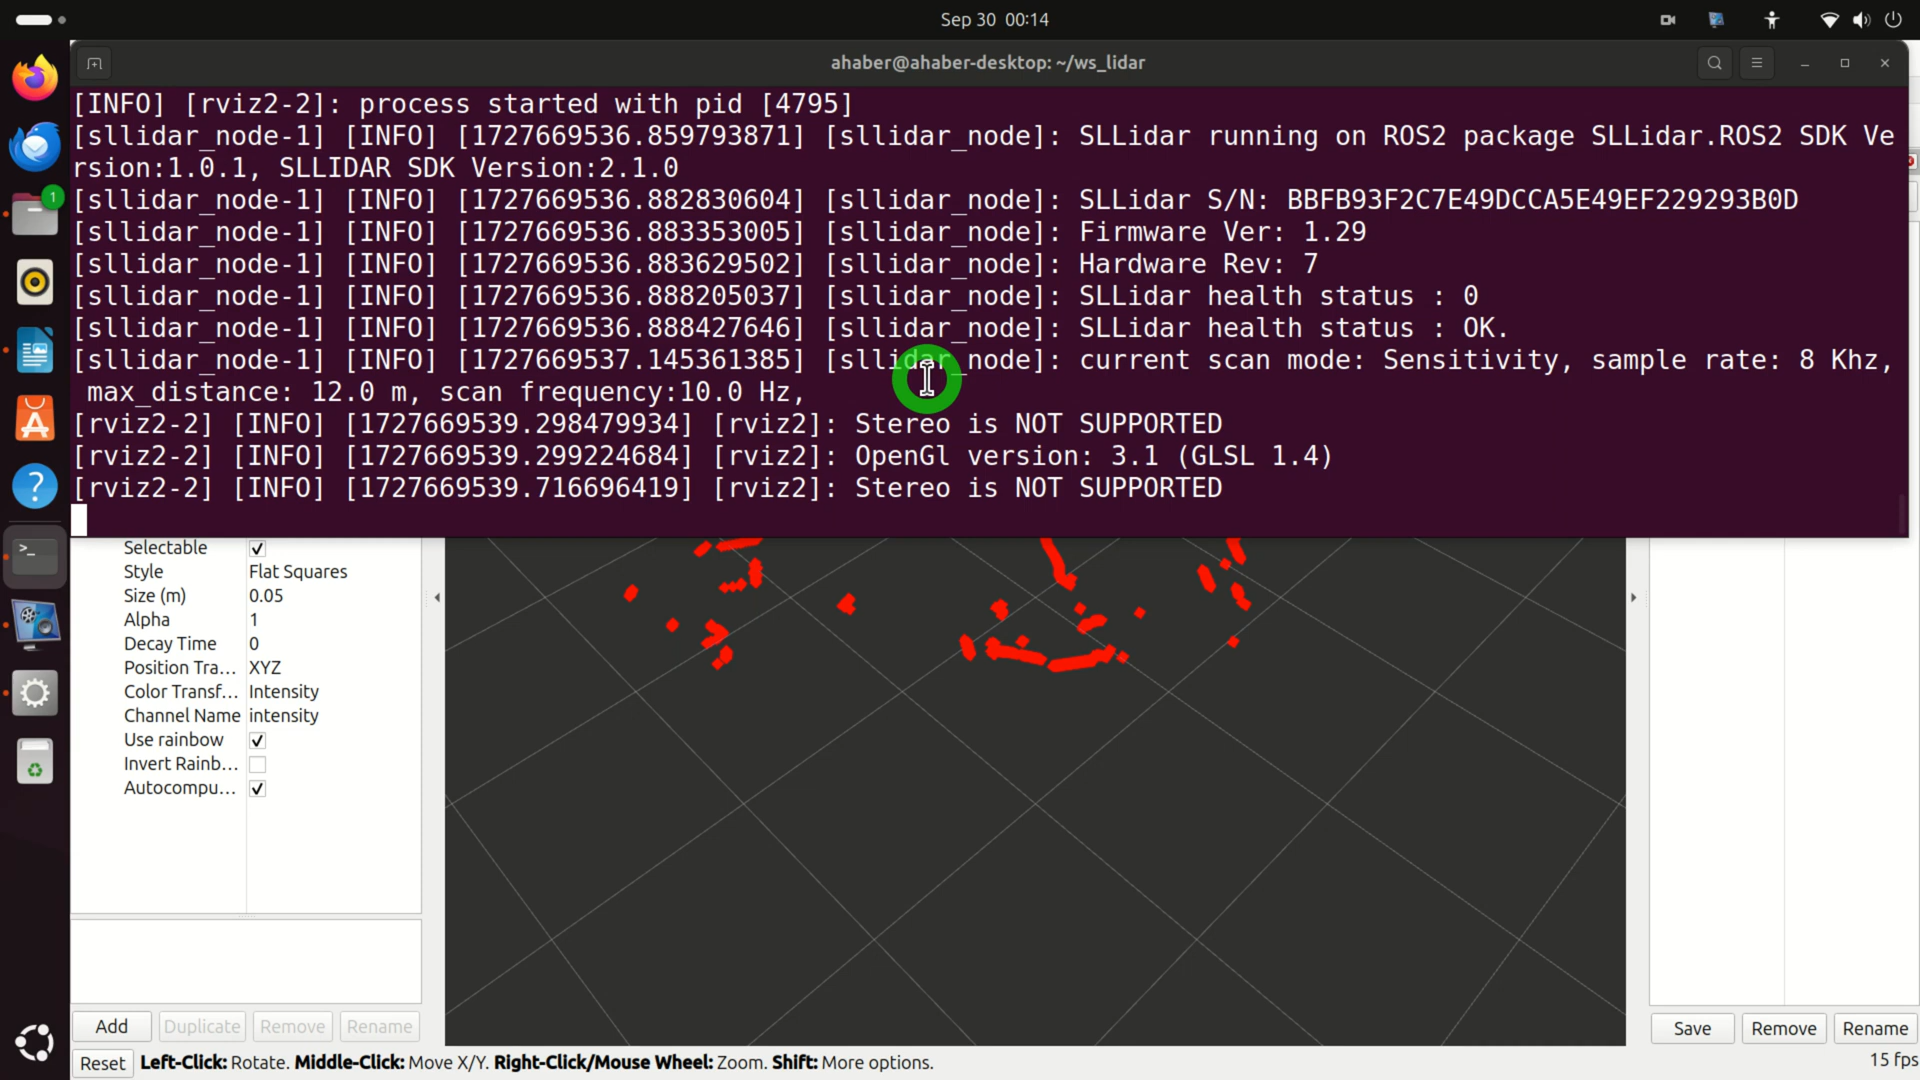 Sep 30 00:14
ahaber@ahaber-desktop: ~/ws_lidar
[INFO] [rviz2-2]: process started with pid [4795]
[sllidar_node-1] [INFO] [1727669536.859793871] [sllidar_node]: SLLidar running on ROS2 package SLLidar.ROS2 SDK Ve
rsion:1.0.1, SLLIDAR SDK Version:2.1.0
[sllidar_node-1] [INFO] [1727669536.882830604] [sllidar_node]: SLLidar S/N: BBFB93F2C7E49DCCA5E49EF229293B0D
[sllidar_node-1] [INFO] [1727669536.883353005] [sllidar_node]: Firmware Ver: 1.29
[sllidar_node-1] [INFO] [1727669536.883629502] [sllidar_node]: Hardware Rev: 7
[sllidar_node-1] [INFO] [1727669536.888205037] [sllidar_node]: SLLidar health status : 0
[sllidar_node-1] [INFO] [1727669536.888427646] [sllidar_node]: SLLidar health status : OK.
[sllidar_node-1] [INFO] [1727669537.145361385] [sllidar_node]: current scan mode: Sensitivity, sample rate: 8 Khz,
max_distance: 12.0 m, scan frequency:10.0 Hz,
[rviz2-2] [INFO] [1727669539.298479934] [rviz2]: Stereo is NOT SUPPORTED
[rviz2-2] [INFO] [1727669539.299224684] [rviz2]: OpenGl version: 3.1 (GLSL 1.4)
[rviz2-2] [INFO] [1727669539.716696419] [rviz2]: Stereo is NOT SUPPORTED
1
Selectable
Style Flat Squares
Size (m) 0.05
Alpha 1
Decay Time 0
Position Tra... XYZ
Color Transf... Intensity
Channel Name intensity
Use rainbow
Invert Rainb...
Autocompu...
Add Duplicate Remove Rename
Save Remove Rename
Reset Left-Click: Rotate. Middle-Click: Move X/Y. Right-Click/Mouse Wheel: Zoom. Shift: More options.
15 fps